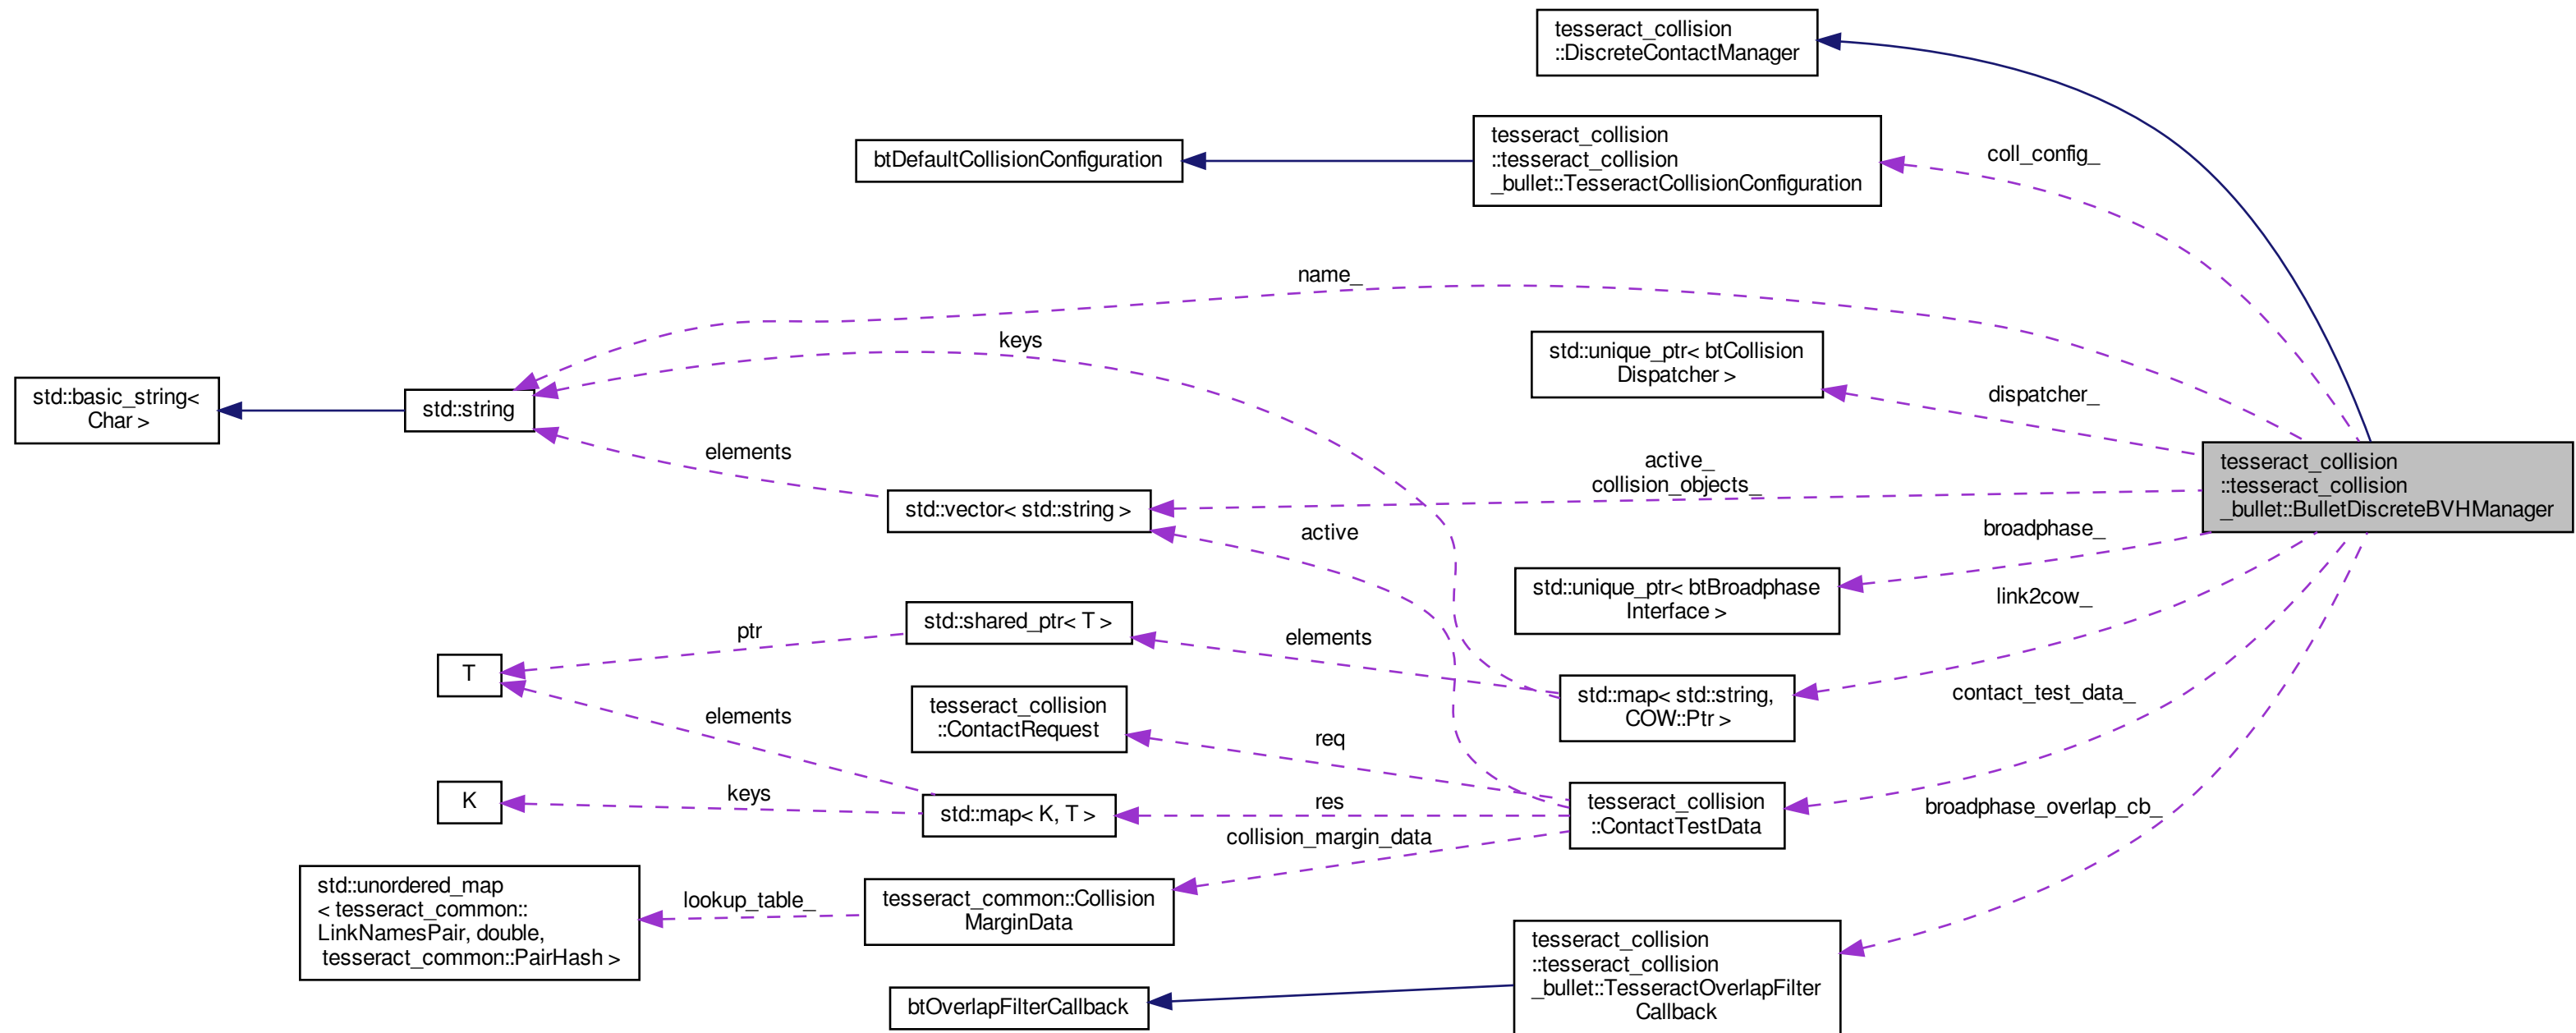 tesseract_collision
::DiscreteContactManager
btDefaultCollisionConfiguration
tesseract_collision
::tesseract_collision
_bullet::TesseractCollisionConfiguration
coll_config_
name_
keys
std::unique_ptr< btCollision
Dispatcher >
dispatcher_
std::basic_string<
Char >
std::string
elements
active_
collision_objects_
tesseract_collision
::tesseract_collision
_bullet::BulletDiscreteBVHManager
std::vector< std::string >
active
broadphase_
std::unique_ptr< btBroadphase
Interface >
link2cow_
std::shared_ptr< T >
ptr
elements
T
tesseract_collision
::ContactRequest
std::map< std::string,
COW::Ptr >
contact_test_data_
elements
req
K
keys
std::map< K, T >
res
tesseract_collision
::ContactTestData
broadphase_overlap_cb_
collision_margin_data
std::unordered_map
< tesseract_common::
LinkNamesPair, double,
tesseract_common::PairHash >
lookup_table_
tesseract_common::Collision
MarginData
tesseract_collision
::tesseract_collision
_bullet::TesseractOverlapFilter
Callback
btOverlapFilterCallback